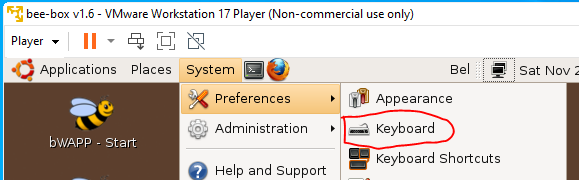 bee-box v1.6 - VMware Workstation 17 Player (Non-commercial use only)
Player
Applications Places System Bel Sat Nov 2
Preferences Appearance
bWAPP - Start Administration Keyboard
Help and Support Keyboard Shortcuts